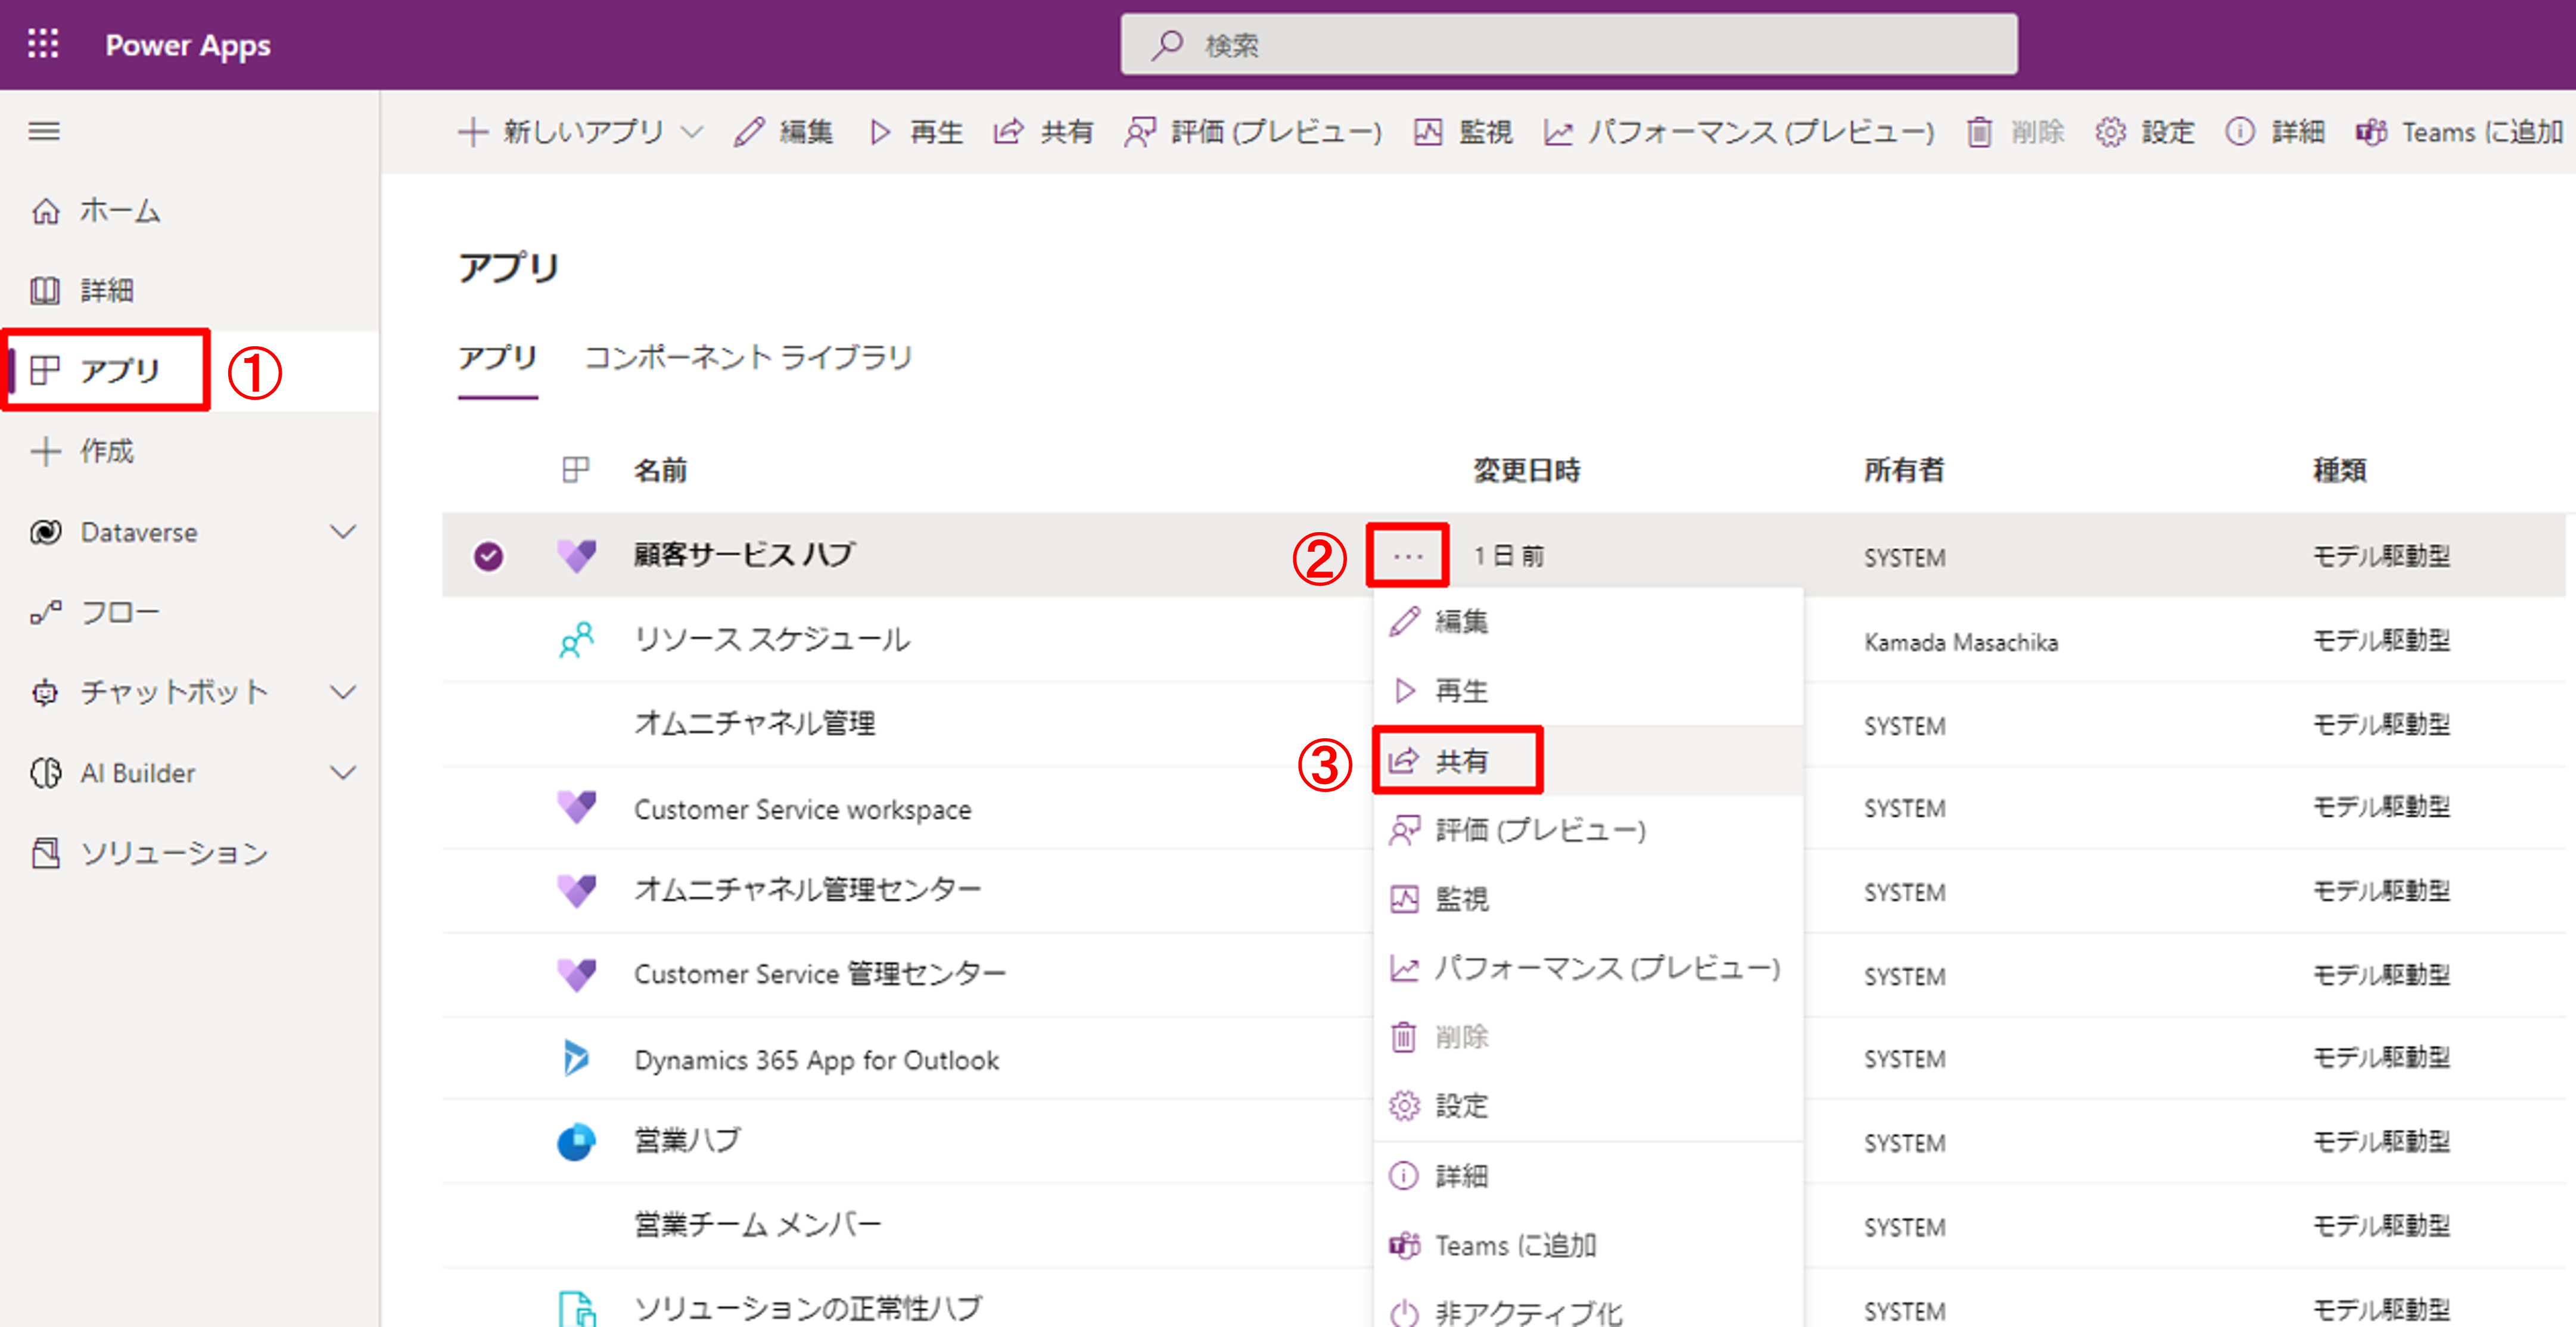 Power Apps
検索
新しいアプリ 編集 再生 共有 評価 (プレビュー) 監視 パフォーマンス (プレビュー) 削除 設定 詳細 Teams に追加
ホーム
詳細
アプリ ①
作成
Dataverse
フロー
チャットボット
AI Builder
ソリューション
アプリ
アプリ コンポーネント ライブラリ
名前 変更日時 所有者 種類
顧客サービス ハブ ② ... 1 日 前 SYSTEM モデル駆動型
リソース スケジュール Kamada Masachika モデル駆動型
オムニチャネル管理 SYSTEM モデル駆動型
Customer Service workspace SYSTEM モデル駆動型
オムニチャネル管理センター SYSTEM モデル駆動型
Customer Service 管理センター SYSTEM モデル駆動型
Dynamics 365 App for Outlook SYSTEM モデル駆動型
営業ハブ SYSTEM モデル駆動型
営業チーム メンバー SYSTEM モデル駆動型
ソリューションの正常性ハブ SYSTEM モデル駆動型
編集
再生
③ 共有
評価 (プレビュー)
監視
パフォーマンス (プレビュー)
削除
設定
詳細
Teams に追加
非アクティブ化